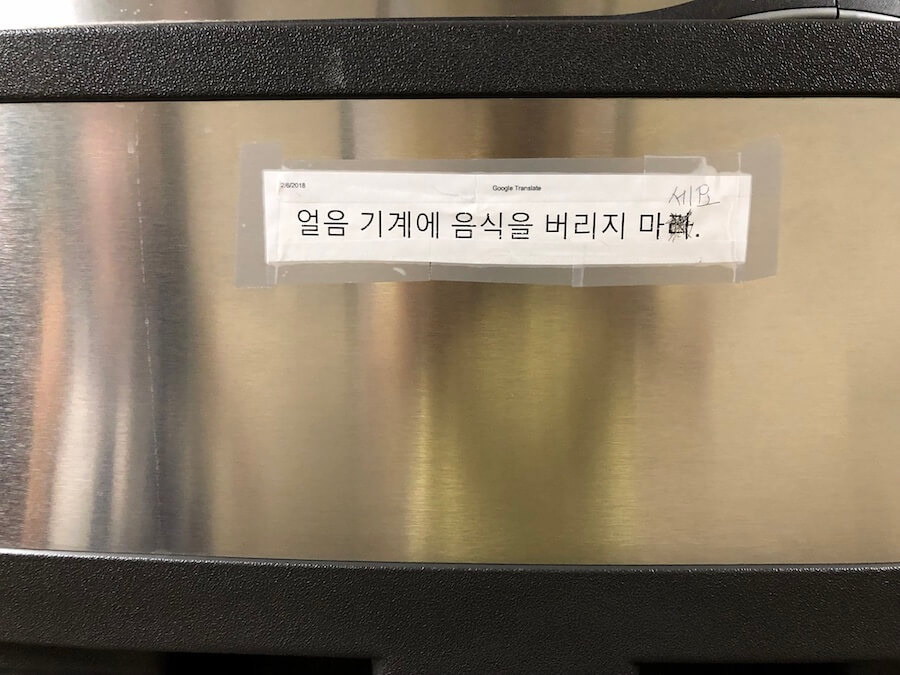 2/6/2018 Google Translate
세요
얼음 기계에 음식을 버리지 마 .